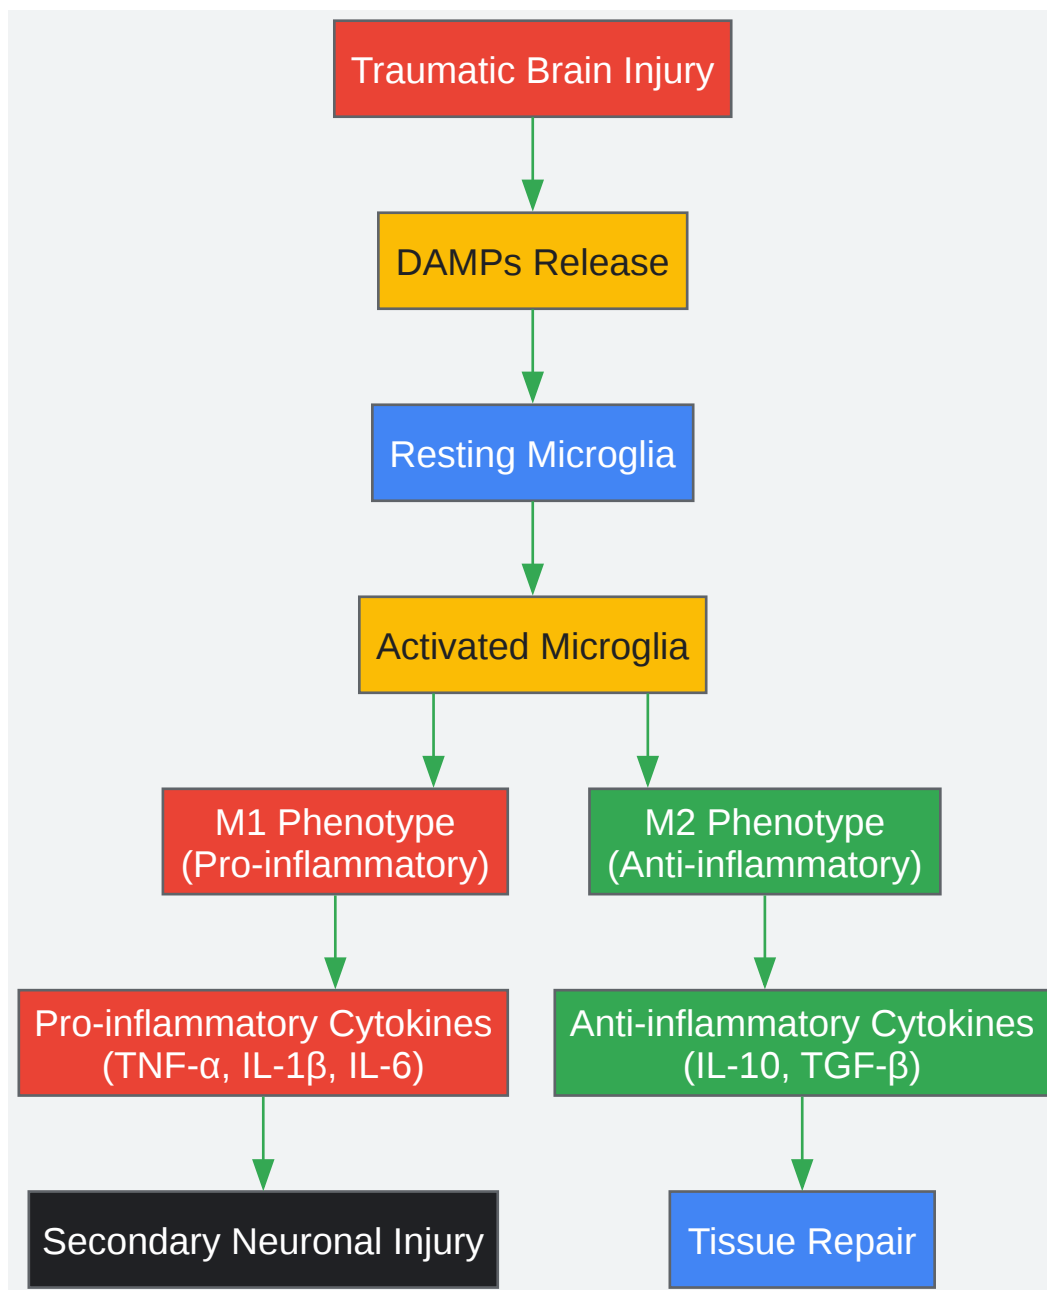 Traumatic Brain Injury
DAMPs Release
Resting Microglia
Activated Microglia
M1 Phenotype
(Pro-inflammatory)
M2 Phenotype
(Anti-inflammatory)
Pro-inflammatory Cytokines
(TNF-α, IL-1β, IL-6)
Anti-inflammatory Cytokines
(IL-10, TGF-β)
Secondary Neuronal Injury
Tissue Repair